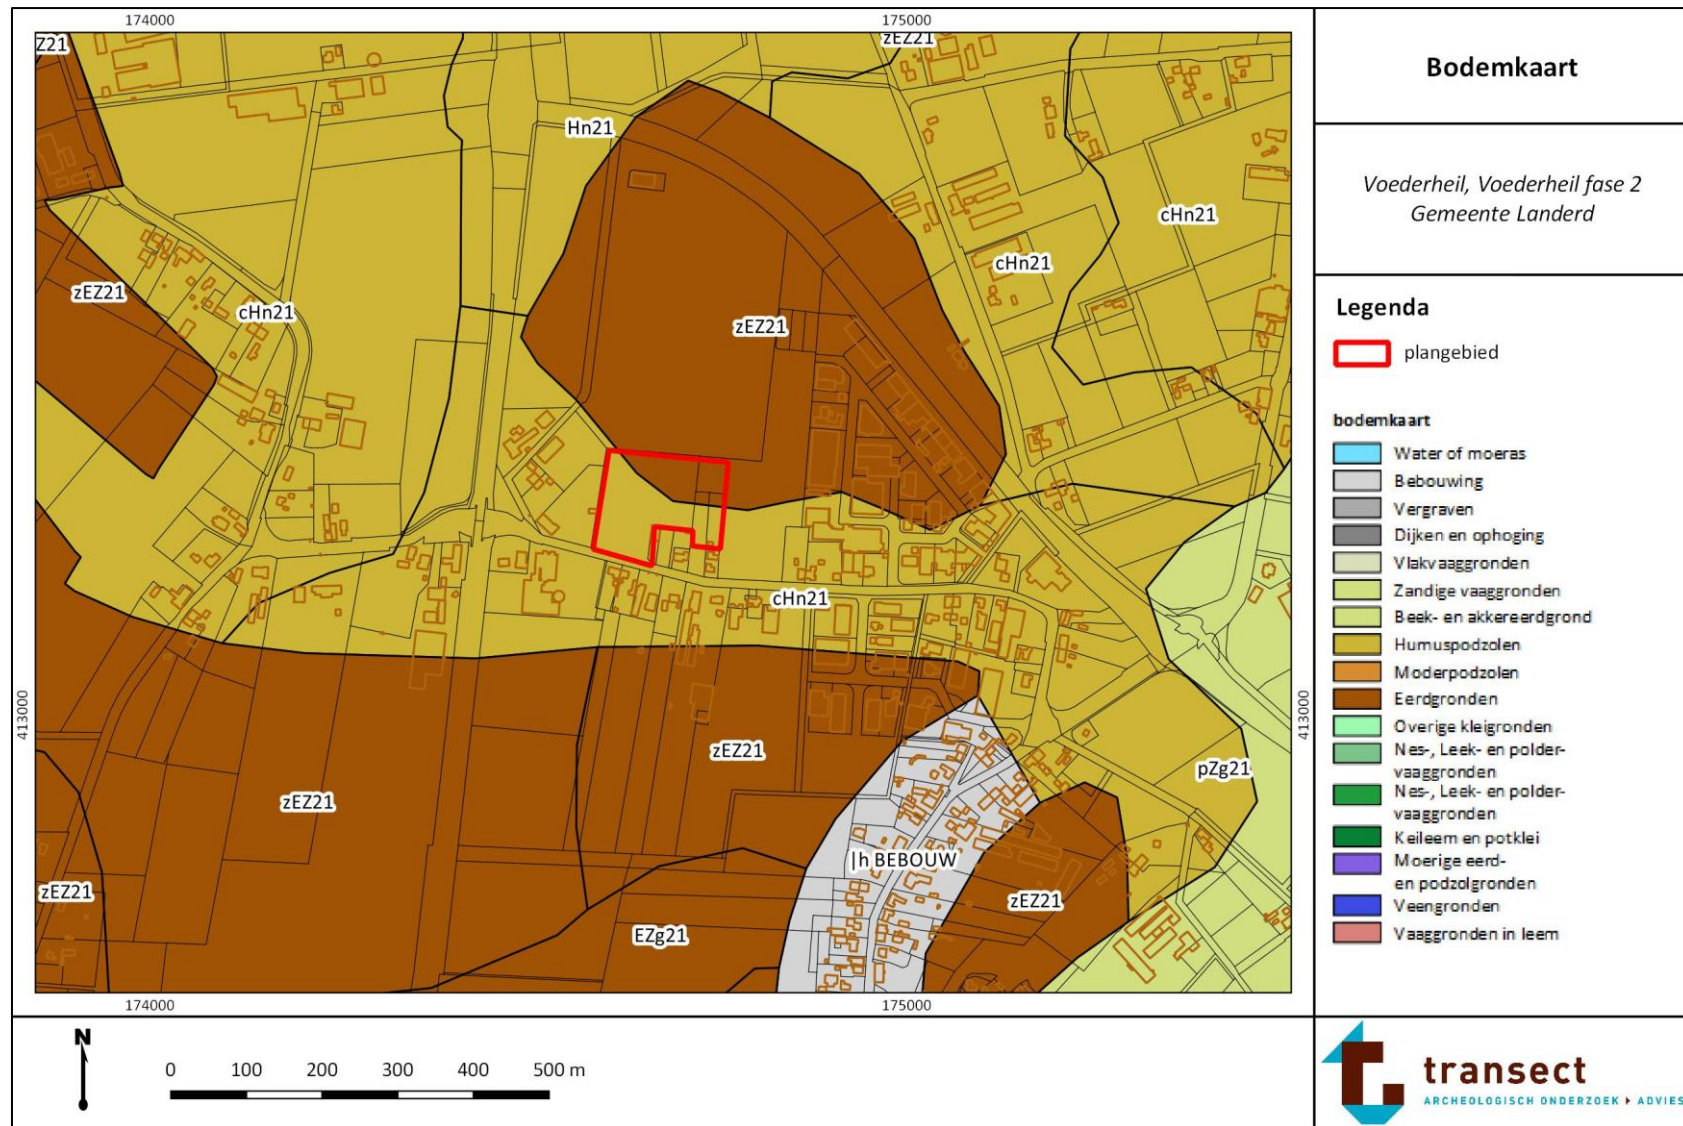 174000
175000
Z21
zEZ21
Hn21
cHn21
cHn21
zEZ21
cHn21
zEZ21
cHn21
413000
413000
zEZ21
pZg21
zEZ21
|h BEBOUW
zEZ21
zEZ21
EZg21
174000
175000
N
0 100 200 300 400 500 m
Bodemkaart
Voederheil, Voederheil fase 2
Gemeente Landerd
Legenda
plangebied
bodemkaart
Water of moeras
Bebouwing
Vergraven
Dijken en ophoging
Vlakvaaggronden
Zandige vaaggronden
Beek- en akkereerdgrond
Humuspodzolen
Moderpodzolen
Eerdgronden
Overige kleigronden
Nes-, Leek- en polder-
vaaggronden
Nes-, Leek- en polder-
vaaggronden
Keileem en potklei
Moerige eerd-
en podzolgronden
Veengronden
Vaaggronden in leem
transect
ARCHEOLOGISCH ONDERZOEK ▸ ADVIES